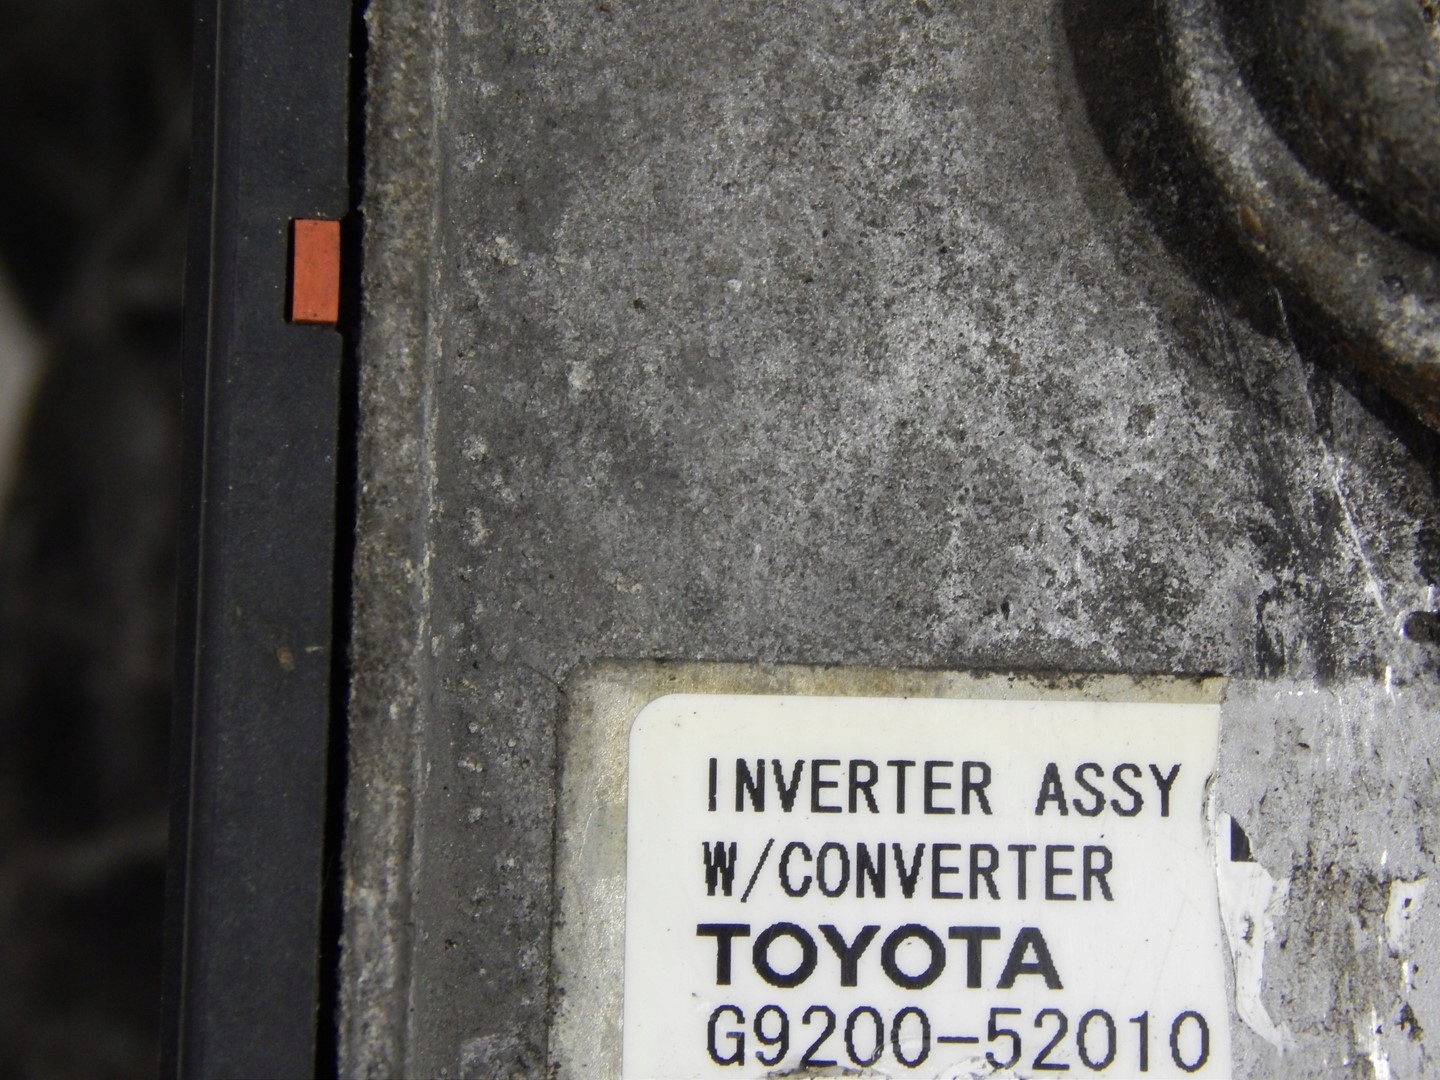 INVERTER ASSY
W/CONVERTER
TOYOTA
G9200-52010